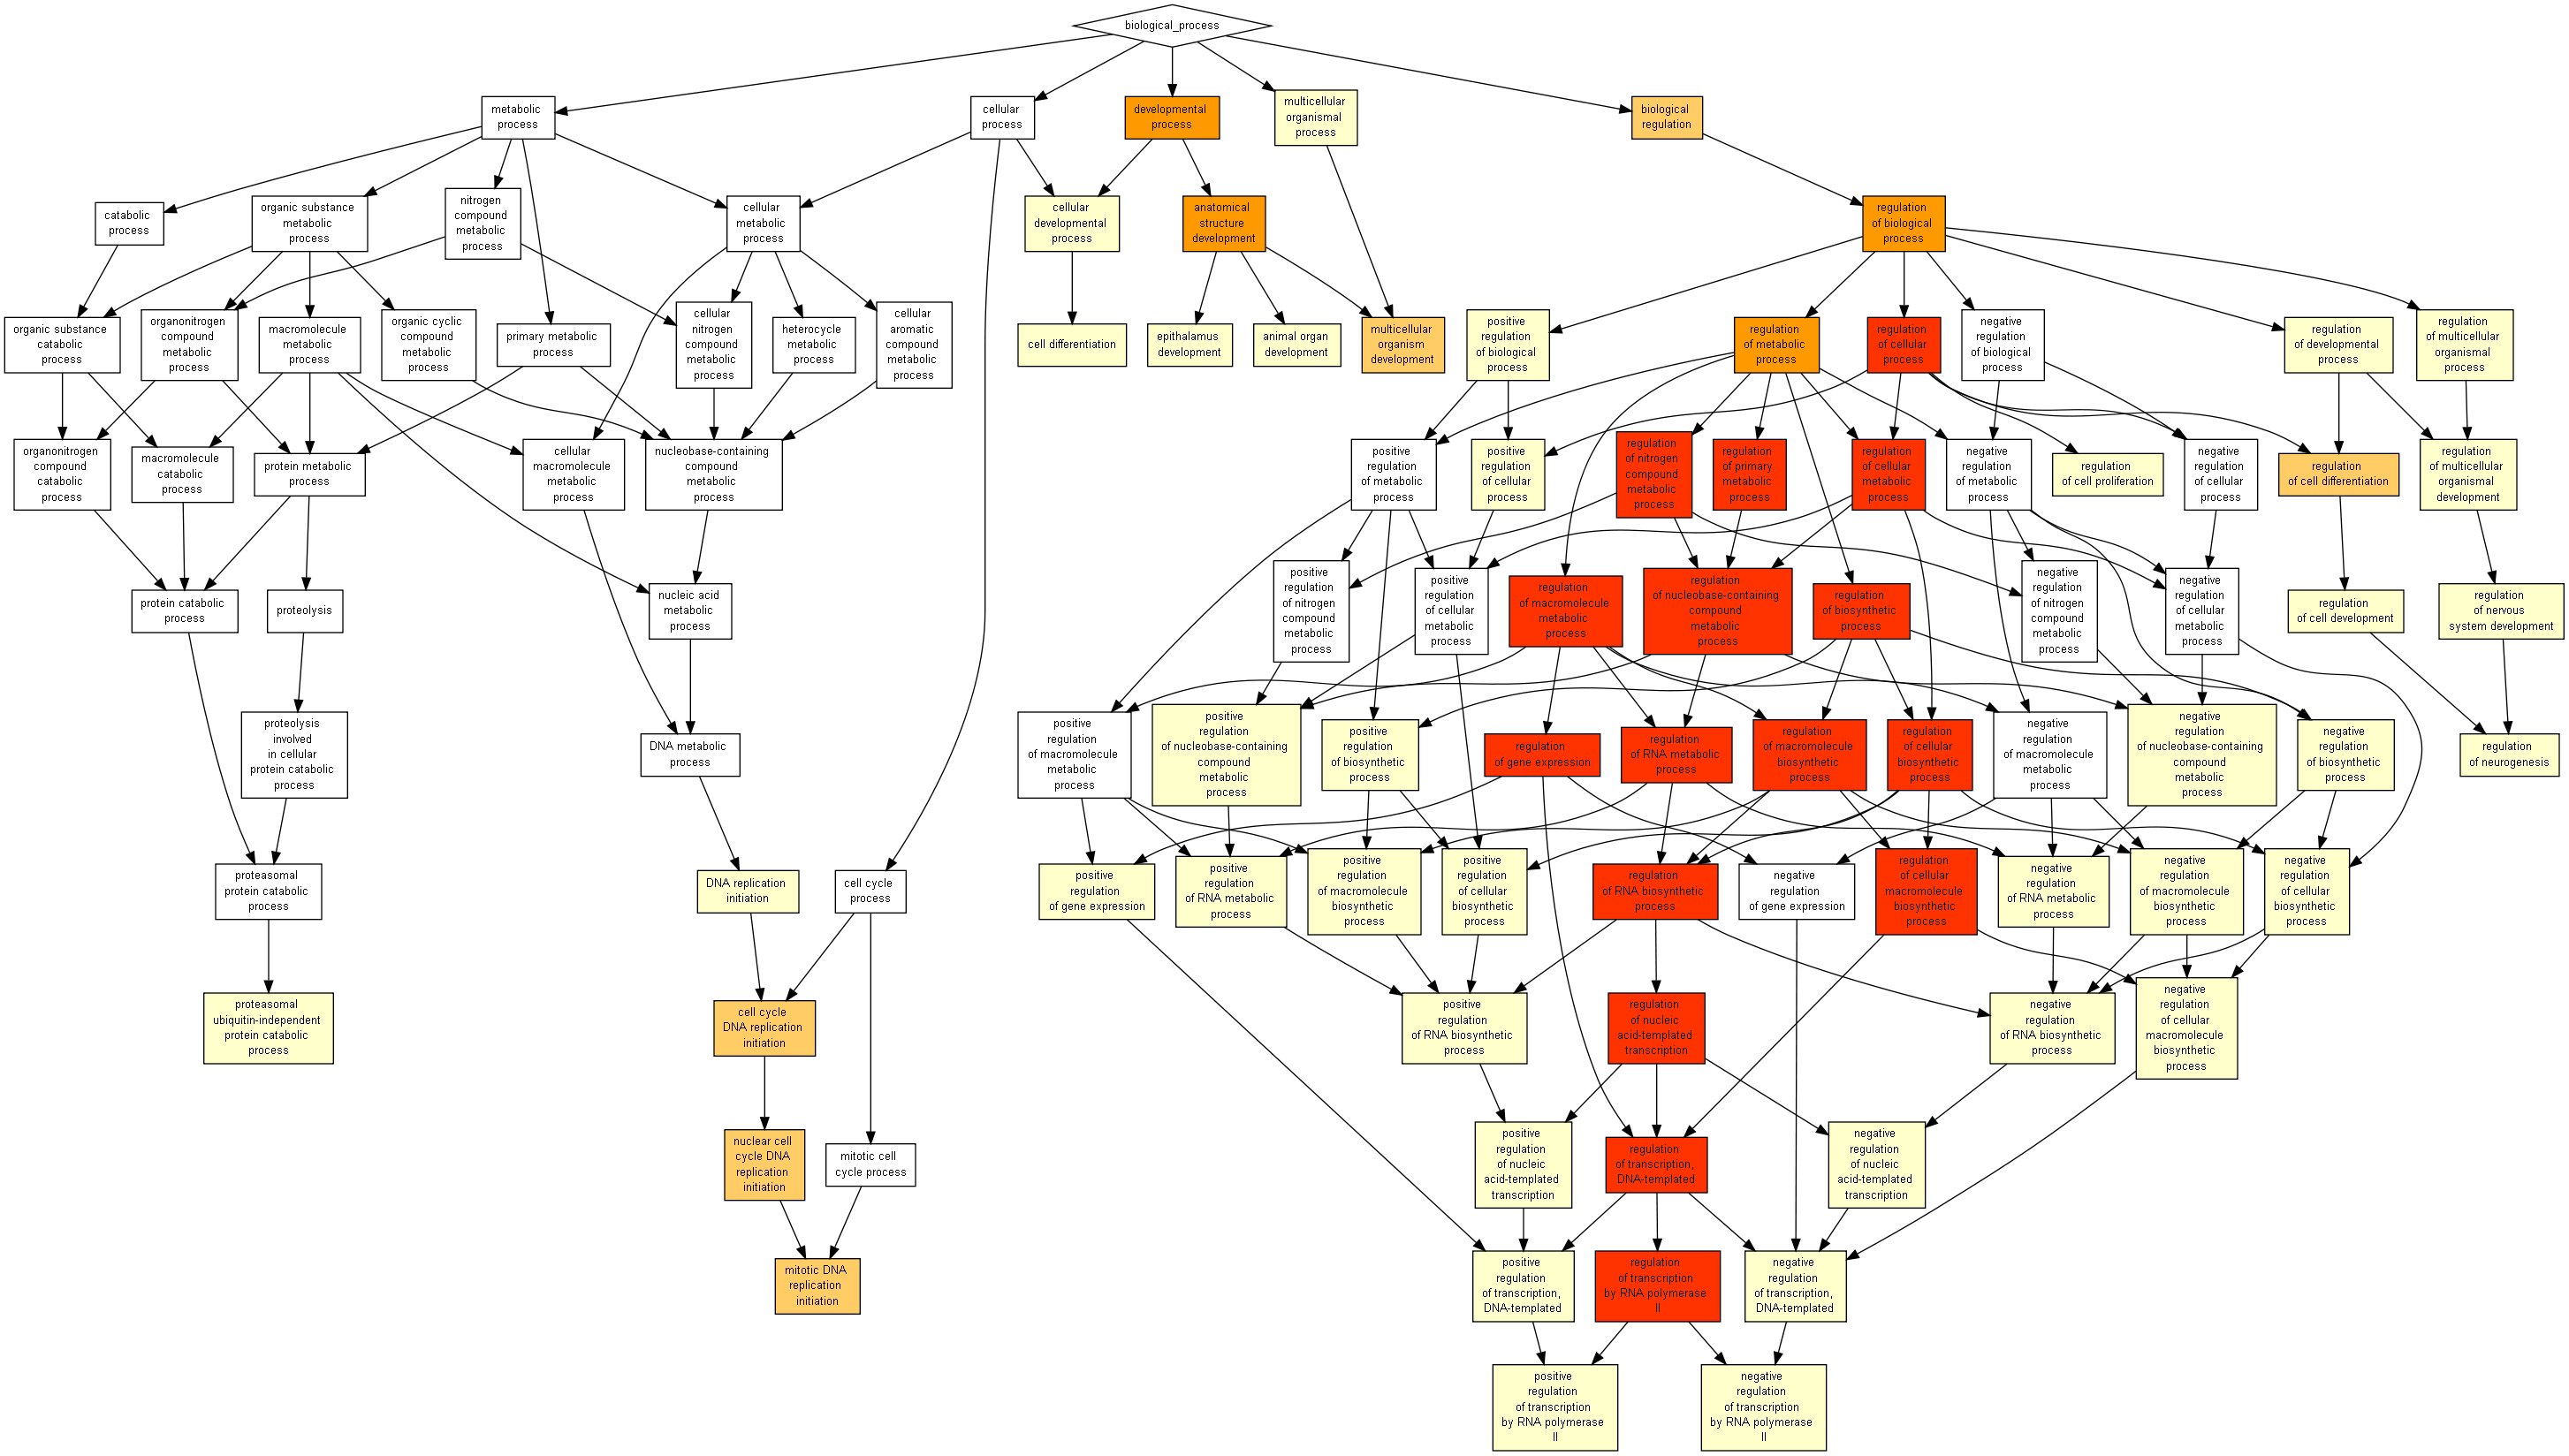 biological_process
metabolic
process
cellular
process
developmental
process
multicellular
organismal
process
biological
regulation
catabolic
process
organic substance
metabolic
process
nitrogen
compound
metabolic
process
cellular
metabolic
process
cellular
developmental
process
anatomical
structure
development
regulation
of biological
process
organic substance
catabolic
process
organonitrogen
compound
metabolic
process
macromolecule
metabolic
process
organic cyclic
compound
metabolic
process
primary metabolic
process
cellular
nitrogen
compound
metabolic
process
heterocycle
metabolic
process
cellular
aromatic
compound
metabolic
process
cell differentiation
epithalamus
development
animal organ
development
multicellular
organism
development
positive
regulation
of biological
process
regulation
of metabolic
process
regulation
of cellular
process
negative
regulation
of biological
process
regulation
of developmental
process
regulation
of multicellular
organismal
process
organonitrogen
compound
catabolic
process
macromolecule
catabolic
process
protein metabolic
process
cellular
macromolecule
metabolic
process
nucleobase-containing
compound
metabolic
process
positive
regulation
of metabolic
process
positive
regulation
of cellular
process
regulation
of nitrogen
compound
metabolic
process
regulation
of primary
metabolic
process
regulation
of cellular
metabolic
process
negative
regulation
of metabolic
process
regulation
of cell proliferation
negative
regulation
of cellular
process
regulation
of cell differentiation
regulation
of multicellular
organismal
development
protein catabolic
process
proteolysis
nucleic acid
metabolic
process
positive
regulation
of nitrogen
compound
metabolic
process
positive
regulation
of cellular
metabolic
process
regulation
of macromolecule
metabolic
process
regulation
of nucleobase-containing
compound
metabolic
process
regulation
of biosynthetic
process
negative
regulation
of nitrogen
compound
metabolic
process
negative
regulation
of cellular
metabolic
process
regulation
of cell development
regulation
of nervous
system development
proteolysis
involved
in cellular
protein catabolic
process
DNA metabolic
process
positive
regulation
of macromolecule
metabolic
process
positive
regulation
of nucleobase-containing
compound
metabolic
process
positive
regulation
of biosynthetic
process
regulation
of gene expression
regulation
of RNA metabolic
process
regulation
of macromolecule
biosynthetic
process
regulation
of cellular
biosynthetic
process
negative
regulation
of macromolecule
metabolic
process
negative
regulation
of nucleobase-containing
compound
metabolic
process
negative
regulation
of biosynthetic
process
regulation
of neurogenesis
proteasomal
protein catabolic
process
DNA replication
initiation
cell cycle
process
positive
regulation
of gene expression
positive
regulation
of RNA metabolic
process
positive
regulation
of macromolecule
biosynthetic
process
positive
regulation
of cellular
biosynthetic
process
regulation
of RNA biosynthetic
process
negative
regulation
of gene expression
regulation
of cellular
macromolecule
biosynthetic
process
negative
regulation
of RNA metabolic
process
negative
regulation
of macromolecule
biosynthetic
process
negative
regulation
of cellular
biosynthetic
process
proteasomal
ubiquitin-independent
protein catabolic
process
cell cycle
DNA replication
initiation
positive
regulation
of RNA biosynthetic
process
regulation
of nucleic
acid-templated
transcription
negative
regulation
of RNA biosynthetic
process
negative
regulation
of cellular
macromolecule
biosynthetic
process
nuclear cell
cycle DNA
replication
initiation
mitotic cell
cycle process
positive
regulation
of nucleic
acid-templated
transcription
regulation
of transcription,
DNA-templated
negative
regulation
of nucleic
acid-templated
transcription
mitotic DNA
replication
initiation
positive
regulation
of transcription,
DNA-templated
regulation
of transcription
by RNA polymerase
II
negative
regulation
of transcription,
DNA-templated
positive
regulation
of transcription
by RNA polymerase
II
negative
regulation
of transcription
by RNA polymerase
II